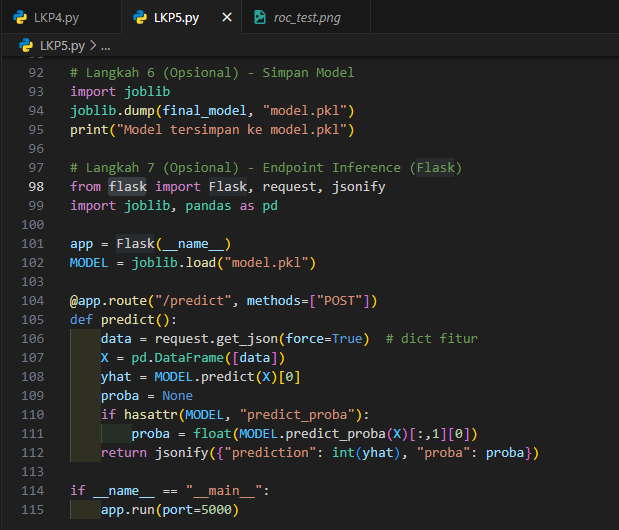 LKP4.py LKP5.py × roc_test.png
LKP5.py > ...
92 # Langkah 6 (Opsional) - Simpan Model
93 import joblib
94 joblib.dump(final_model, "model.pkl")
95 print("Model tersimpan ke model.pkl")
96
97 # Langkah 7 (Opsional) - Endpoint Inference (Flask)
98 from flask import Flask, request, jsonify
99 import joblib, pandas as pd
100
101 app = Flask(__name__)
102 MODEL = joblib.load("model.pkl")
103
104 @app.route("/predict", methods=["POST"])
105 def predict():
106     data = request.get_json(force=True)  # dict fitur
107     X = pd.DataFrame([data])
108     yhat = MODEL.predict(X)[0]
109     proba = None
110     if hasattr(MODEL, "predict_proba"):
111         proba = float(MODEL.predict_proba(X)[:,1][0])
112     return jsonify({"prediction": int(yhat), "proba": proba})
113
114 if __name__ == "__main__":
115     app.run(port=5000)